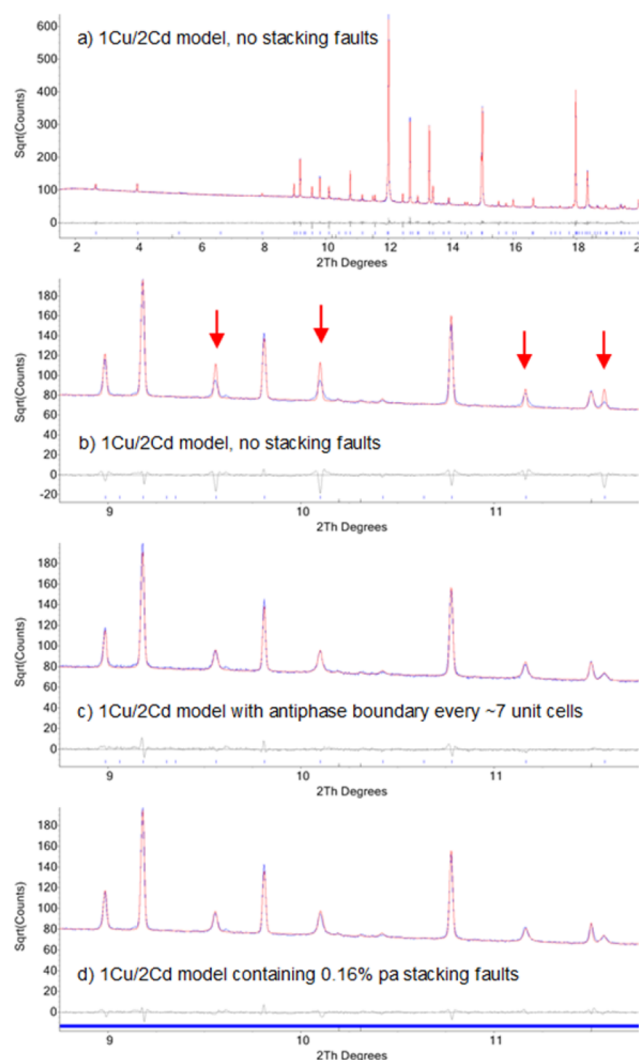 a) 1Cu/2Cd model, no stacking faults
600
500
400
300
200
100
0
Sqrt(Counts)
2 4 6 8 10 12 14 16 18 2
2Th Degrees
180
160
140
120
100
80
60
40
20
0
-20
Sqrt(Counts)
b) 1Cu/2Cd model, no stacking faults
9 10 11
2Th Degrees
180
160
140
120
100
80
60
40
20
0
Sqrt(Counts)
c) 1Cu/2Cd model with antiphase boundary every ~7 unit cells
9 10 11
2Th Degrees
180
160
140
120
100
80
60
40
20
0
Sqrt(Counts)
d) 1Cu/2Cd model containing 0.16% pa stacking faults
9 10 11
2Th Degrees